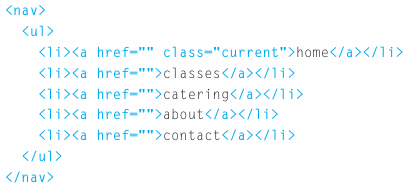 <nav>
<ul>
<li><a href="" class="current">home</a></li>
<li><a href="">classes</a></li>
<li><a href="">catering</a></li>
<li><a href="">about</a></li>
<li><a href="">contact</a></li>
</ul>
</nav>